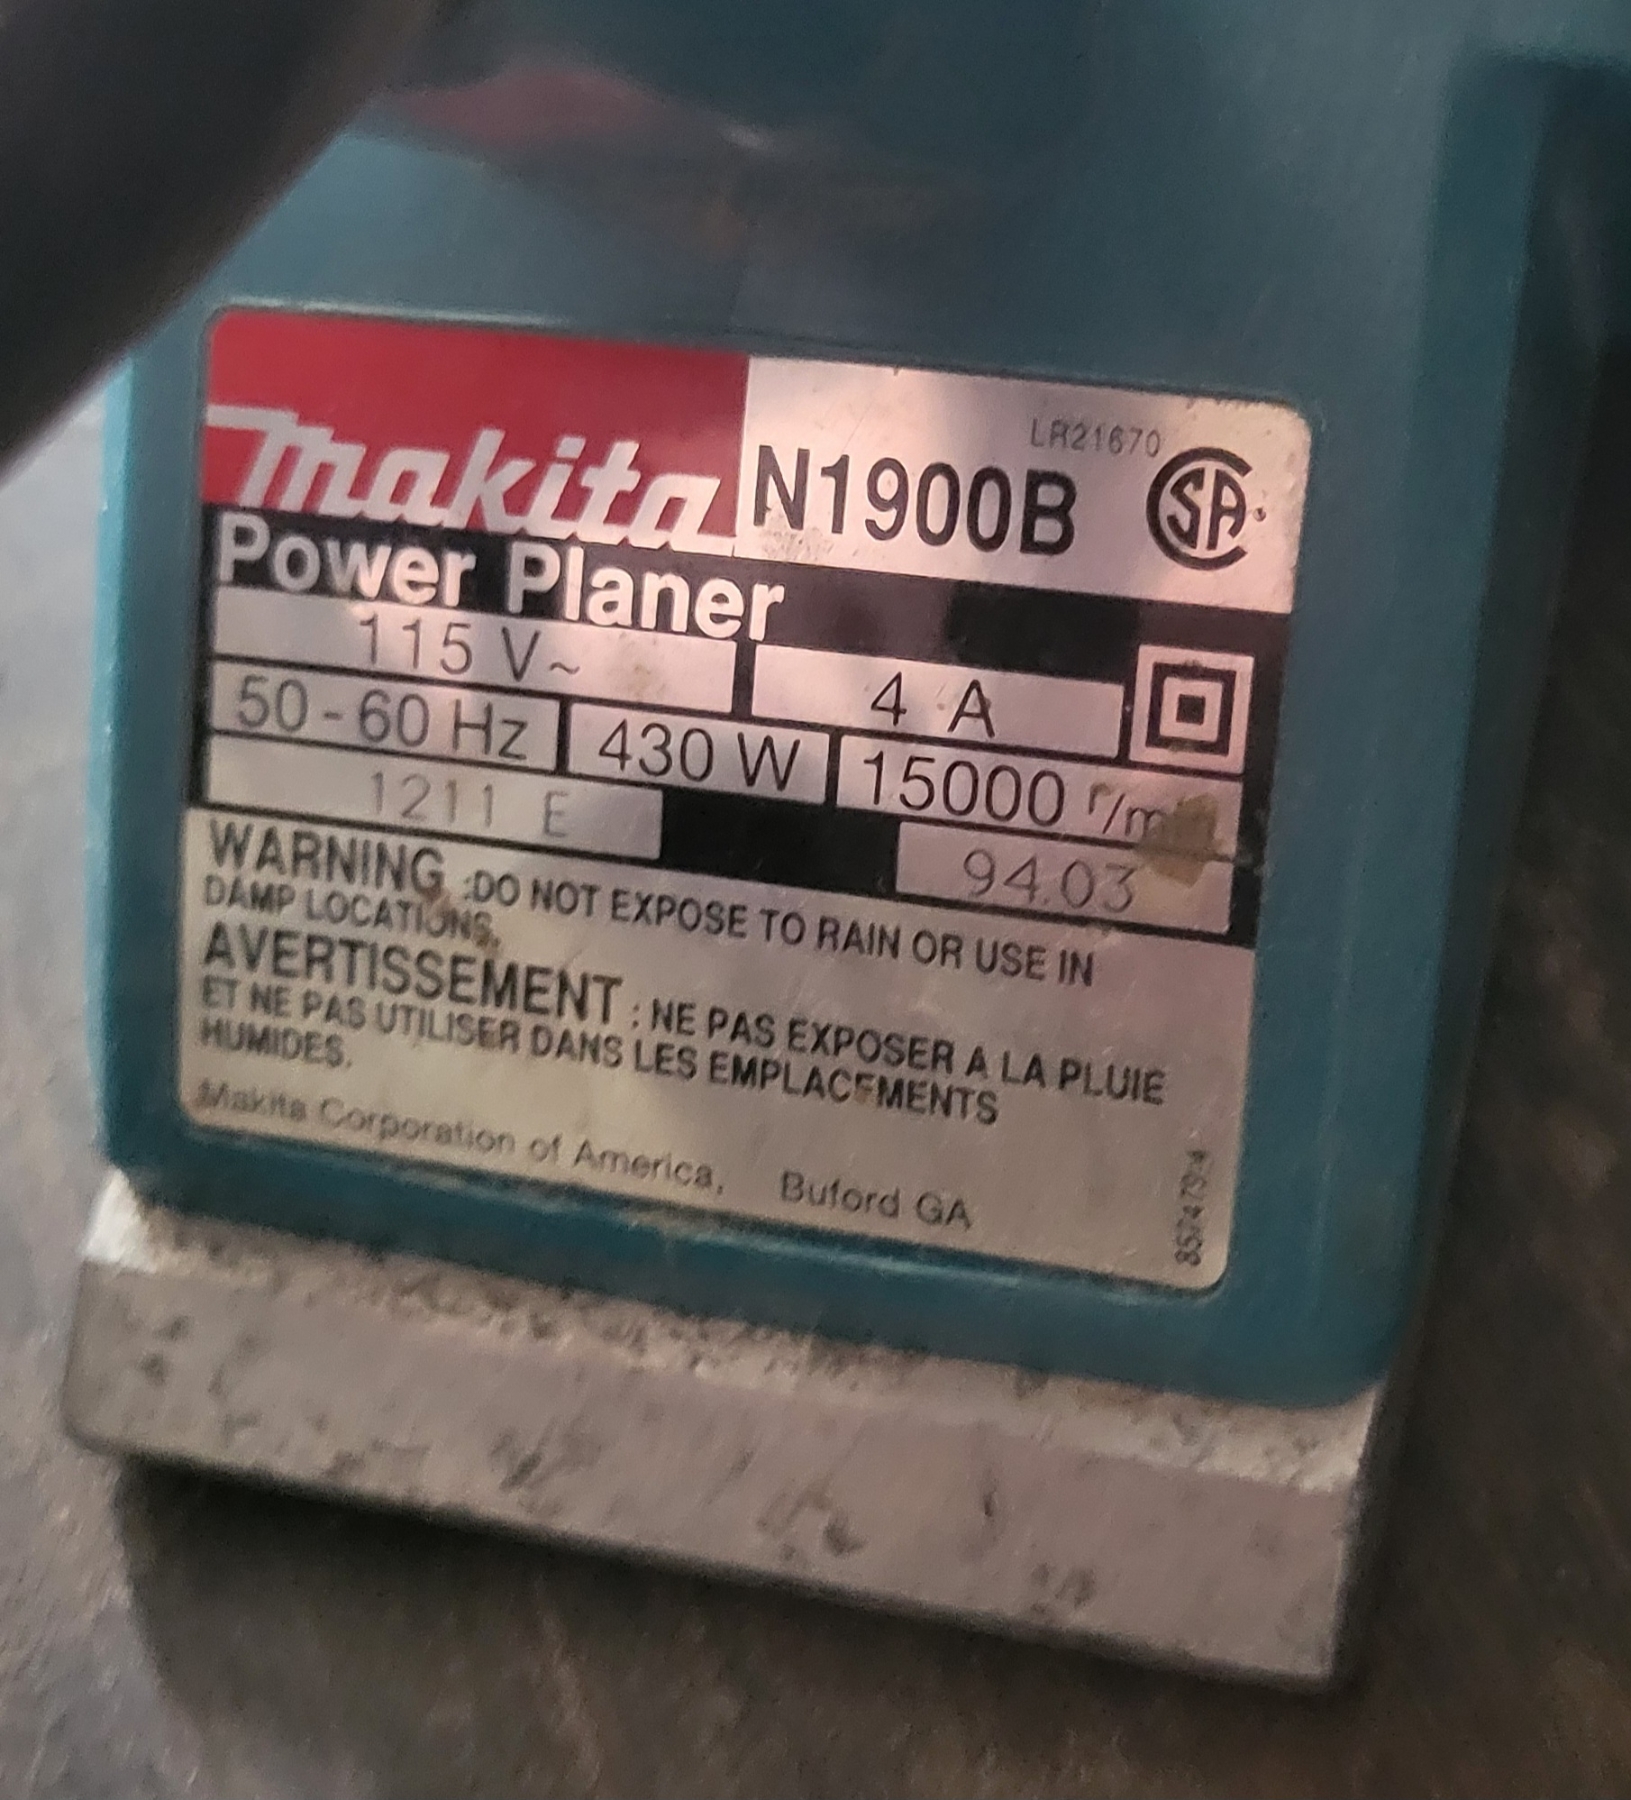 LR21670
makita N1900B SA
Power Planer
115 V~ 4 A
50-60 Hz 430 W 15000
1211 E 94.03
WARNING :DO NOT EXPOSE TO RAIN OR USE IN
DAMP LOCATIONS.
AVERTISSEMENT : NE PAS EXPOSER A LA PLUIE
ET NE PAS UTILISER DANS LES EMPLACEMENTS
HUMIDES.
Makita Corporation of America, Buford GA